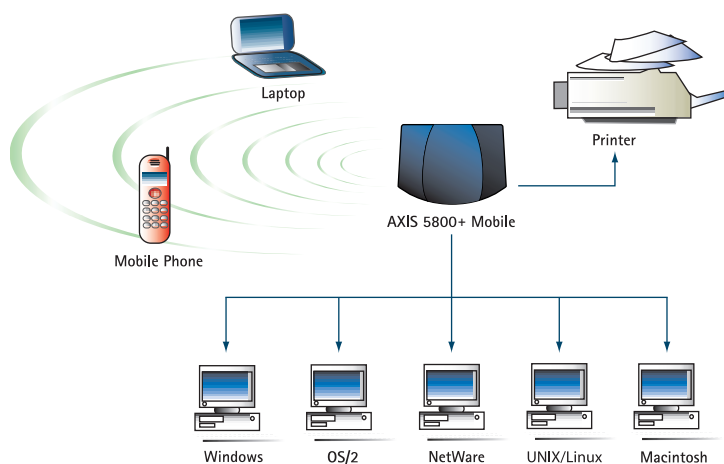 Laptop
Printer
AXIS 5800+ Mobile
Mobile Phone
Windows
OS/2
NetWare
UNIX/Linux
Macintosh